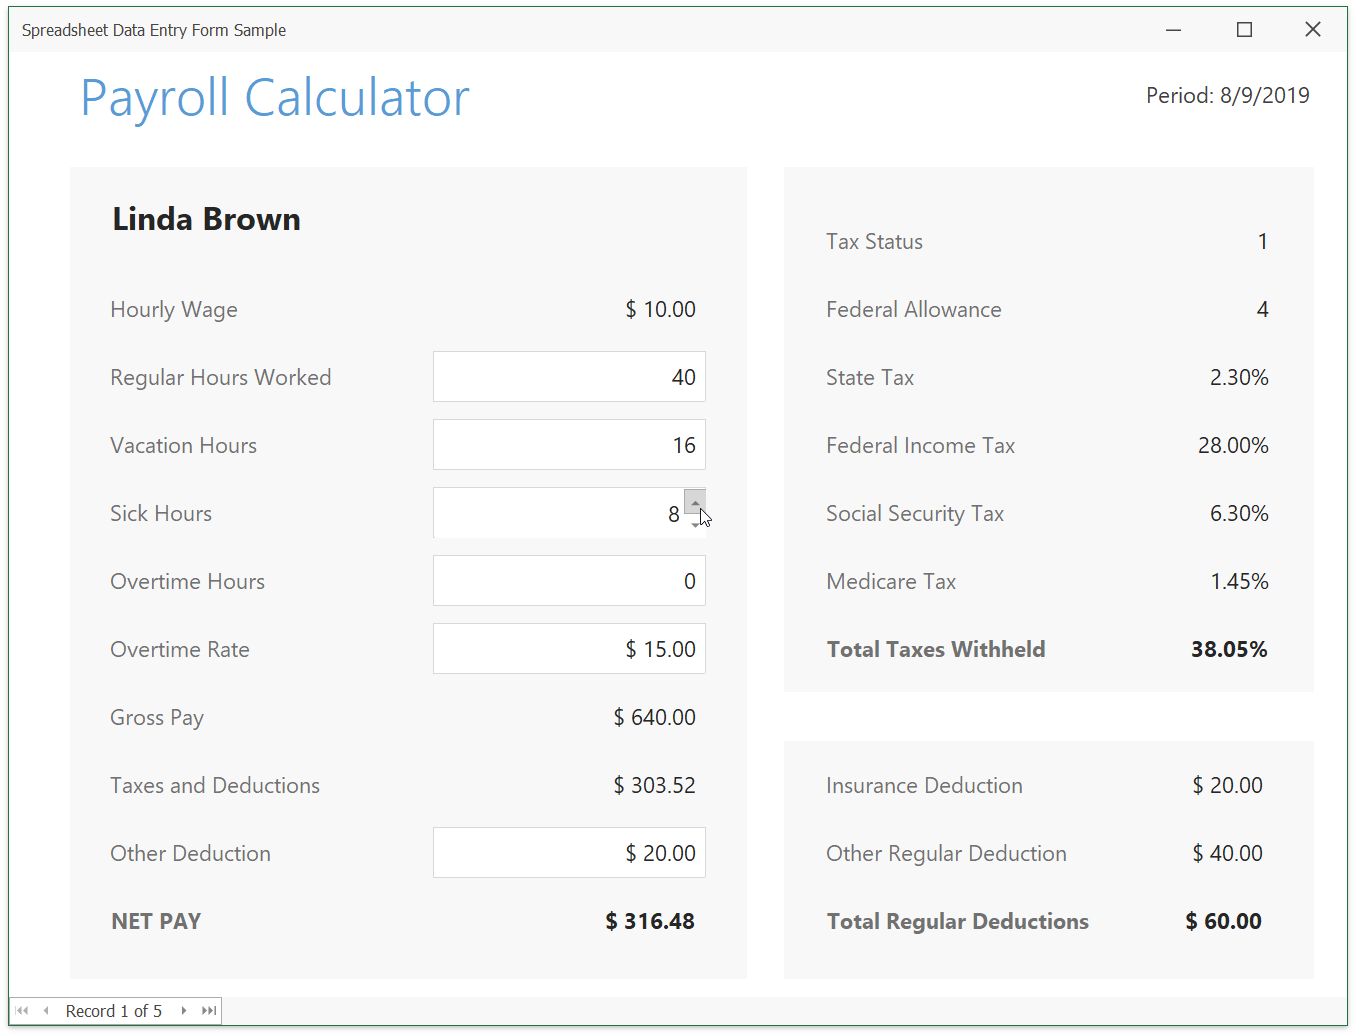 Spreadsheet Data Entry Form Sample
Payroll Calculator
Period: 8/9/2019
Linda Brown
Hourly Wage $ 10.00
Regular Hours Worked 40
Vacation Hours 16
Sick Hours 8
Overtime Hours 0
Overtime Rate $ 15.00
Gross Pay $ 640.00
Taxes and Deductions $ 303.52
Other Deduction $ 20.00
NET PAY $ 316.48
Tax Status 1
Federal Allowance 4
State Tax 2.30%
Federal Income Tax 28.00%
Social Security Tax 6.30%
Medicare Tax 1.45%
Total Taxes Withheld 38.05%
Insurance Deduction $ 20.00
Other Regular Deduction $ 40.00
Total Regular Deductions $ 60.00
Record 1 of 5